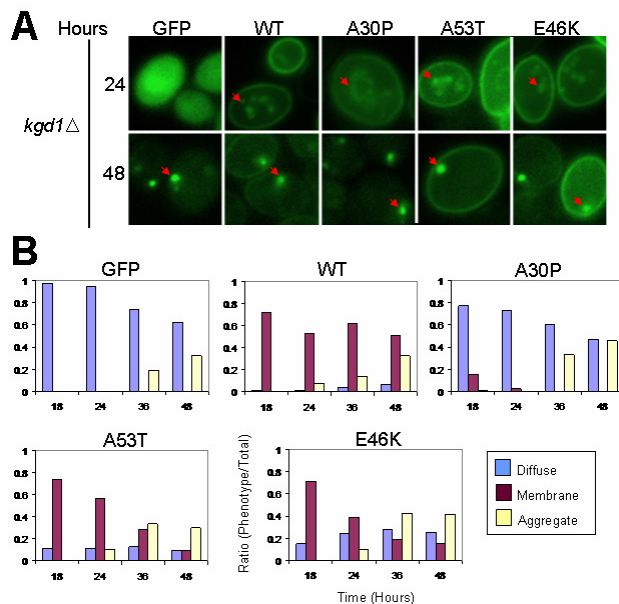 A Hours GFP WT A30P A53T E46K
24
kgd1Δ
48
B
GFP WT A30P
1 1 1
0.8 0.8 0.8
0.6 0.6 0.6
0.4 0.4 0.4
0.2 0.2 0.2
0 0 0
18 24 36 48 18 24 36 48 18 24 36 48
A53T E46K
1 1
0.8 0.8
0.6 0.6
0.4 0.4
0.2 0.2
0 0
18 24 36 48 18 24 36 48
Ratio (Phenotype/Total)
Diffuse
Membrane
Aggregate
Time (Hours)